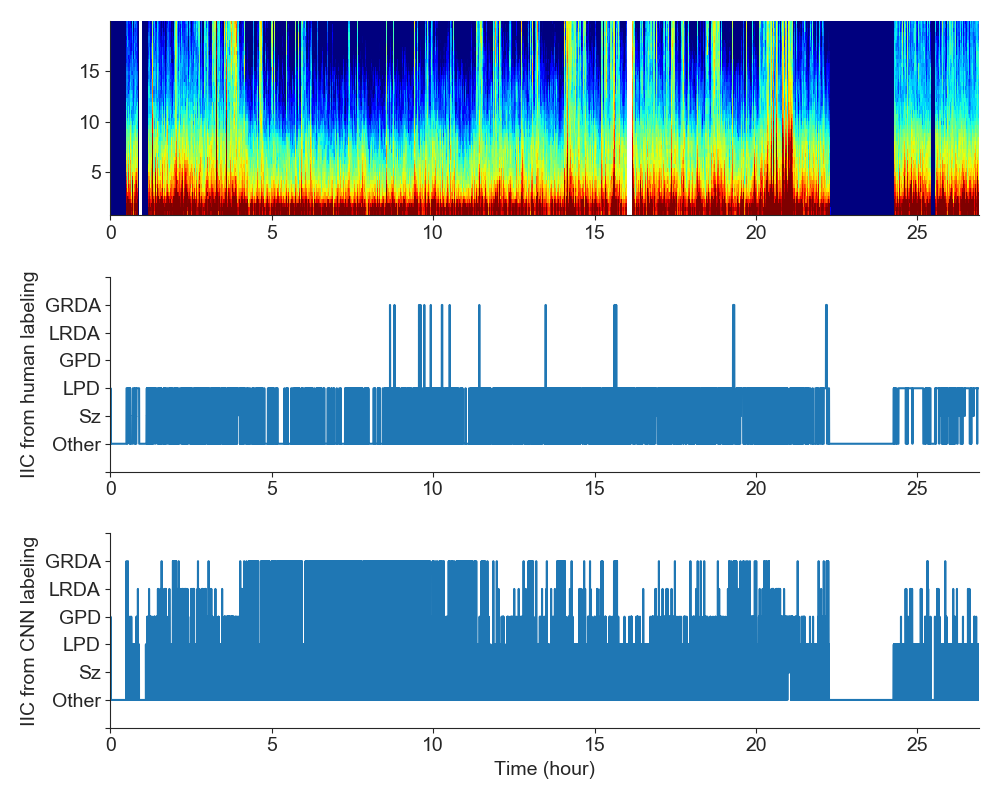 15
10
5
0 5 10 15 20 25
IIC from human labeling
GRDA
LRDA
GPD
LPD
Sz
Other
0 5 10 15 20 25
IIC from CNN labeling
GRDA
LRDA
GPD
LPD
Sz
Other
0 5 10 15 20 25
Time (hour)